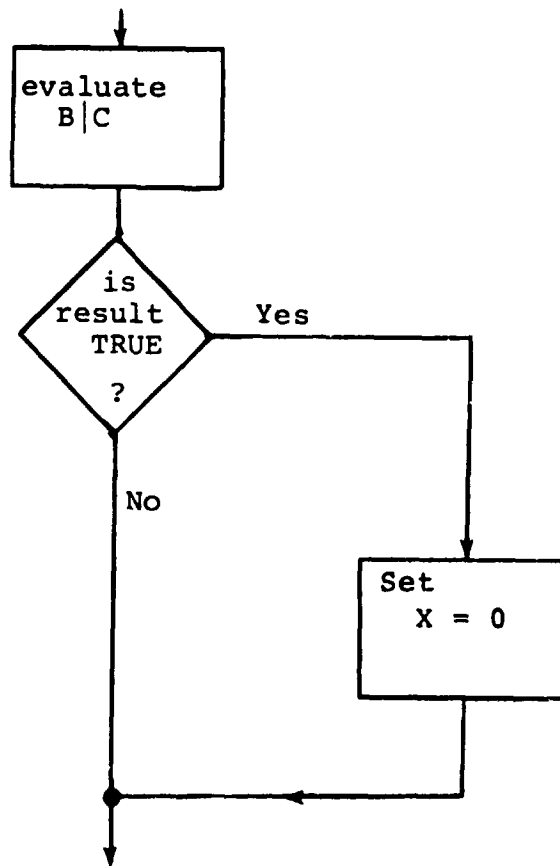 evaluate
B|C
is
result
TRUE
?
Yes
No
Set
X = 0